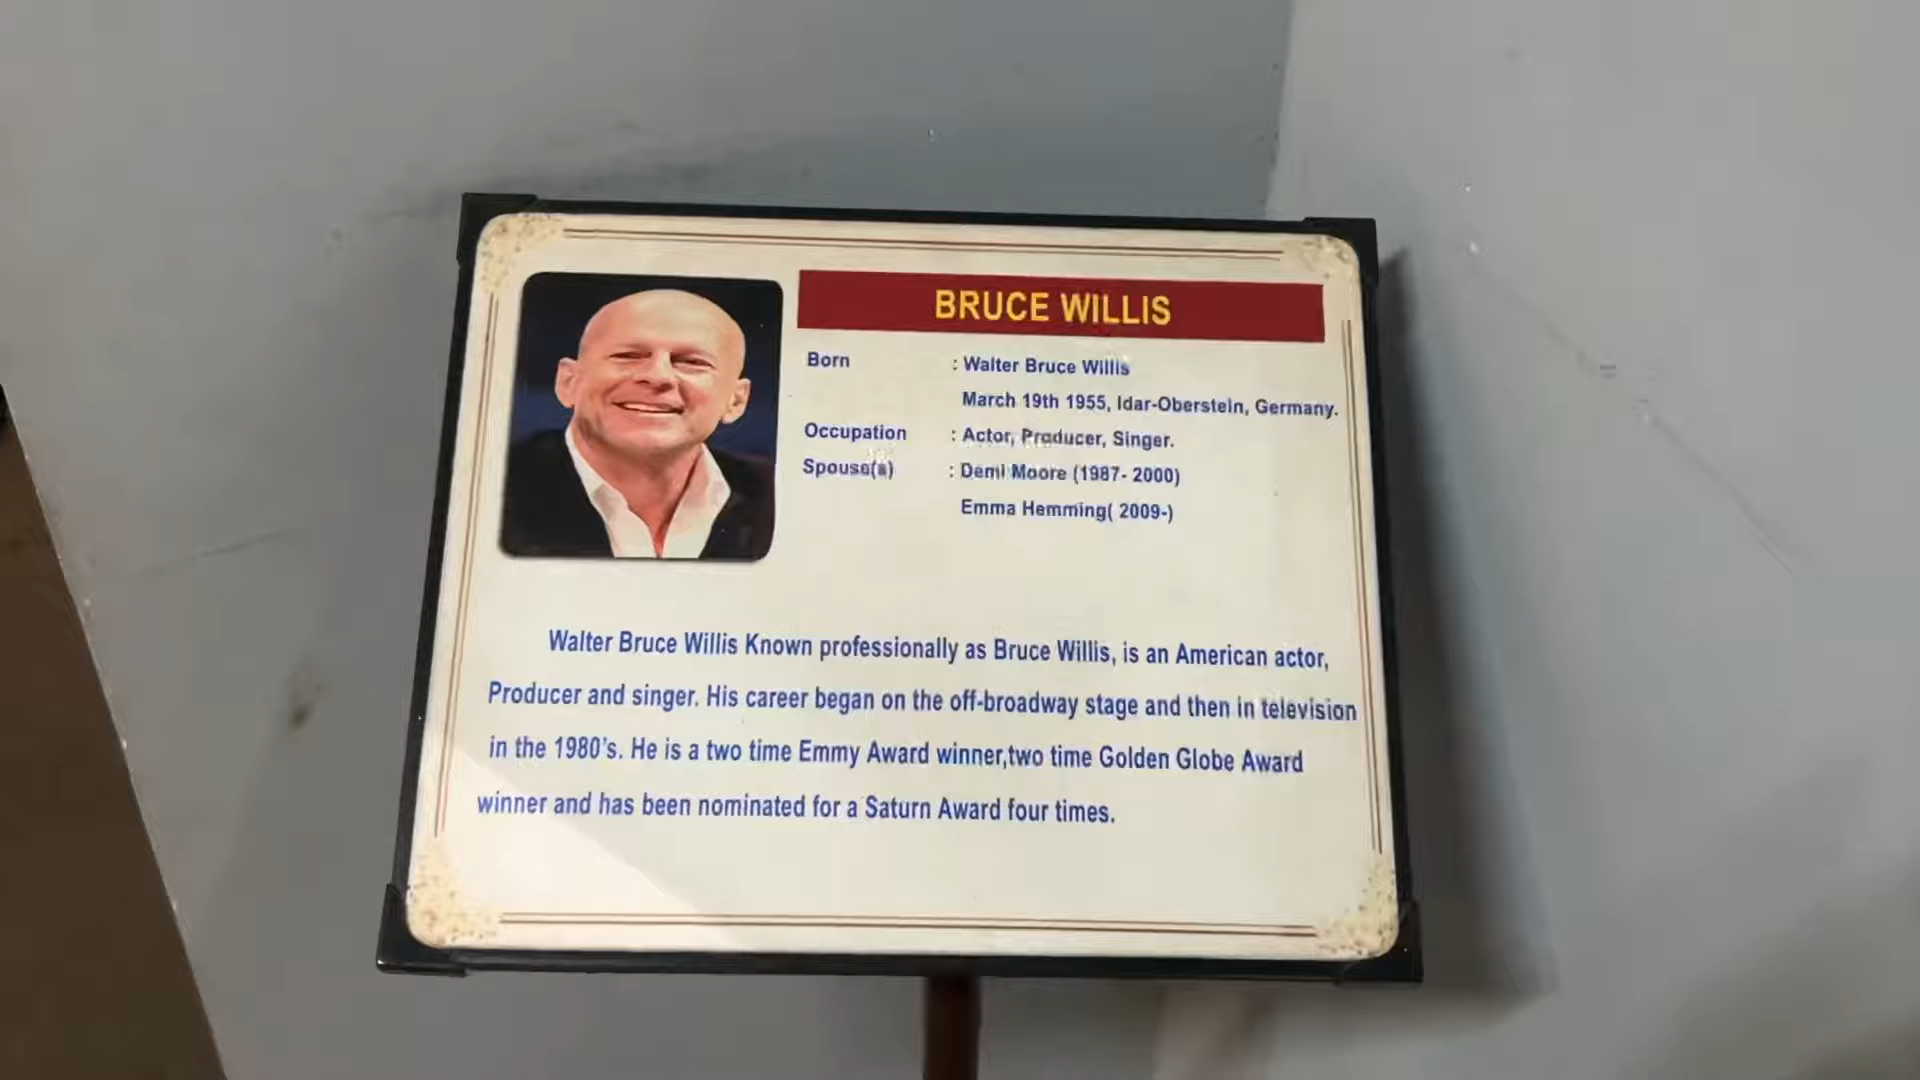 BRUCE WILLIS
Born : Walter Bruce Willis
March 19th 1955, Idar-Oberstein, Germany.
Occupation : Actor, Producer, Singer.
Spouse(s) : Demi Moore (1987- 2000)
Emma Hemming( 2009-)
Walter Bruce Willis Known professionally as Bruce Willis, is an American actor,
Producer and singer. His career began on the off-broadway stage and then in television
in the 1980's. He is a two time Emmy Award winner,two time Golden Globe Award
winner and has been nominated for a Saturn Award four times.